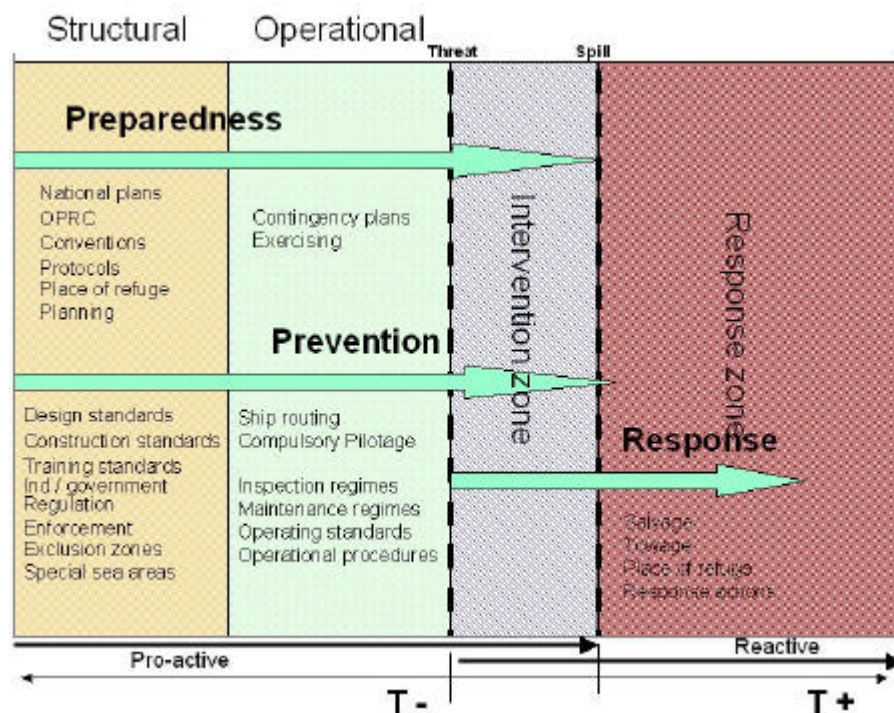 Structural
Operational
Threat
Spill
Preparedness
National plans
OPRC
Conventions
Protocols
Place of refuge
Planning
Contingency plans
Exercising
Intervention zone
Response zone
Prevention
Design standards
Construction standards
Training standards
Ind / government
Regulation
Enforcement
Exclusion zones
Special sea areas
Ship routing
Compulsory Pilotage
Inspection regimes
Maintenance regimes
Operating standards
Operational procedures
Response
Salvage
Towage
Place of refuge
Response actions
Pro-active
Reactive
T -
T +